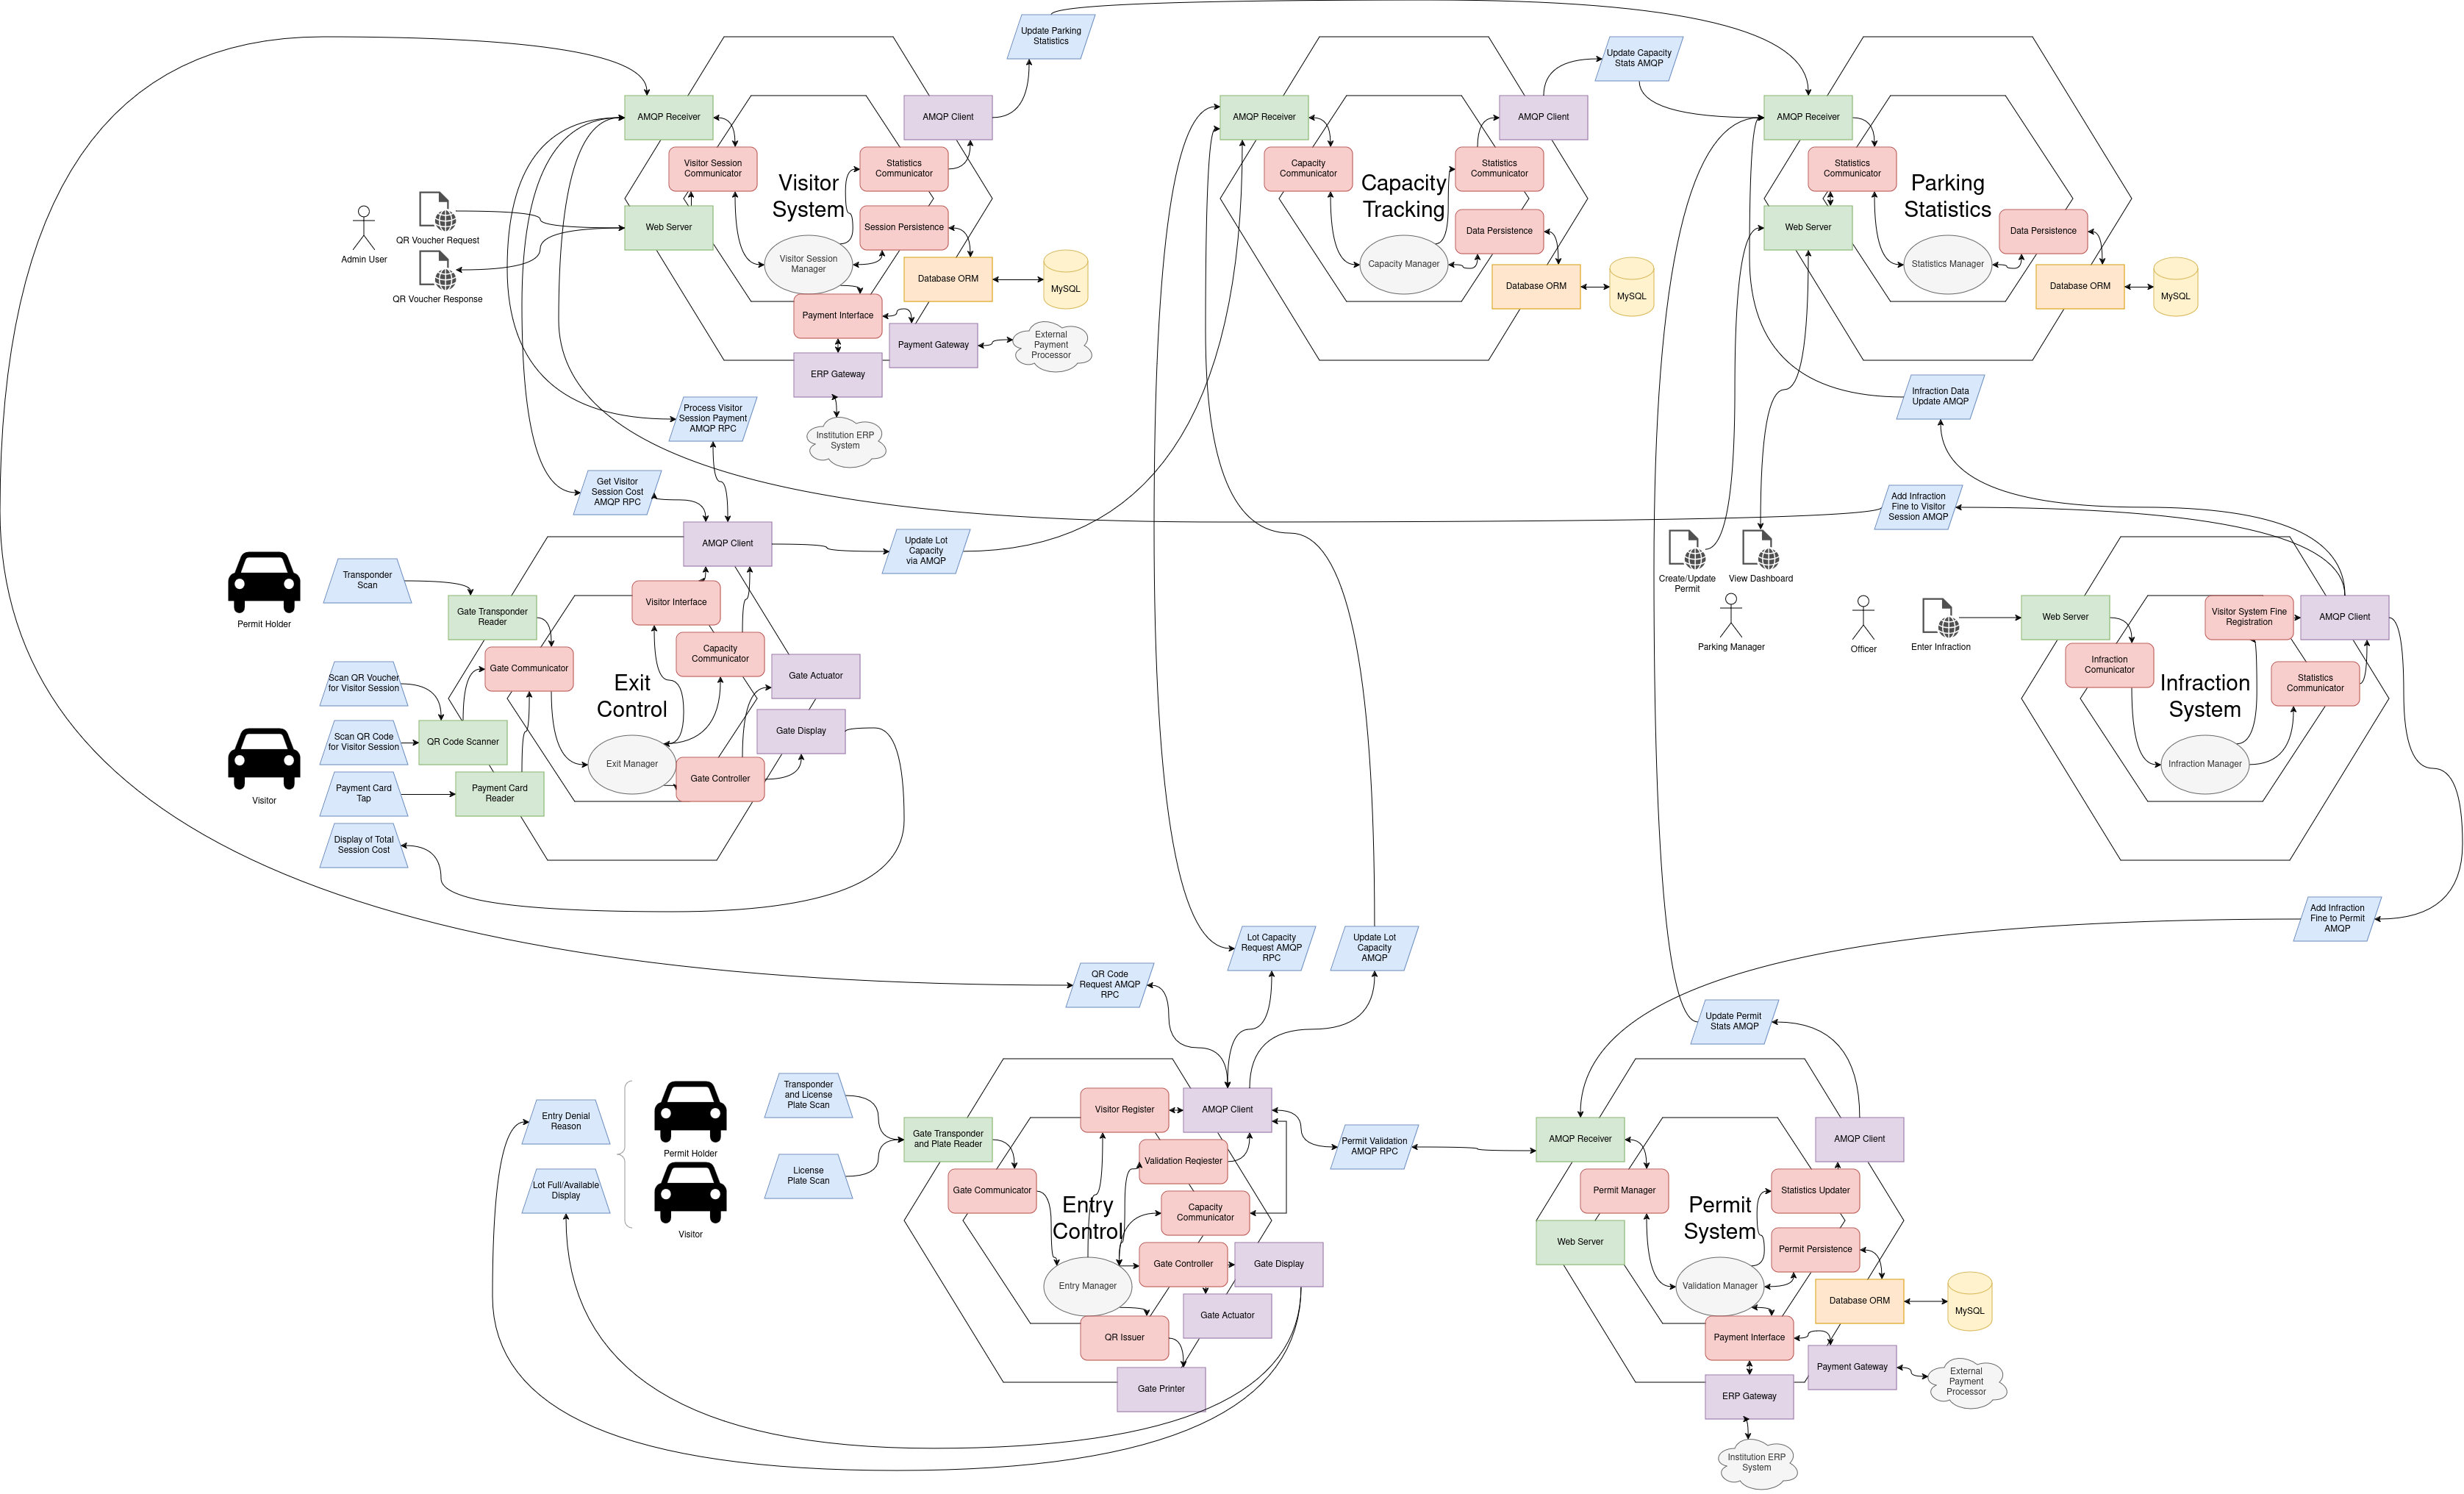 Update Parking
Statistics
AMQP Receiver
AMQP Client
Visitor Session
Communicator
Statistics
Communicator
Visitor
System
Web Server
Session Persistence
Visitor Session
Manager
Database ORM
MySQL
Payment Interface
Payment Gateway
External
Payment
Processor
ERP Gateway
Institution ERP
System
Admin User
QR Voucher Request
QR Voucher Response
Process Visitor
Session Payment
AMQP RPC
Get Visitor
Session Cost
AMQP RPC
AMQP Receiver
AMQP Client
Capacity
Communicator
Statistics
Communicator
Capacity
Tracking
Data Persistence
Capacity Manager
Database ORM
MySQL
Update Capacity
Stats AMQP
AMQP Receiver
Statistics
Communicator
Parking
Statistics
Web Server
Data Persistence
Statistics Manager
Database ORM
MySQL
Infraction Data
Update AMQP
Add Infraction
Fine to Visitor
Session AMQP
Create/Update
Permit
View Dashboard
Parking Manager
Officer
Enter Infraction
Web Server
Visitor System Fine
Registration
AMQP Client
Infraction
Comunicator
Statistics
Communicator
Infraction
System
Infraction Manager
Add Infraction
Fine to Permit
AMQP
AMQP Client
Update Lot
Capacity
via AMQP
Permit Holder
Transponder
Scan
Gate Transponder
Reader
Visitor Interface
Capacity
Communicator
Gate Communicator
Gate Actuator
Exit
Control
Gate Display
Scan QR Voucher
for Visitor Session
Scan QR Code
for Visitor Session
QR Code Scanner
Exit Manager
Gate Controller
Visitor
Payment Card
Tap
Payment Card
Reader
Display of Total
Session Cost
Lot Capacity
Request AMQP
RPC
Update Lot
Capacity
AMQP
QR Code
Request AMQP
RPC
Entry Denial
Reason
Lot Full/Available
Display
Permit Holder
Visitor
Transponder
and License
Plate Scan
License
Plate Scan
Gate Transponder
and Plate Reader
Visitor Register
AMQP Client
Validation Reqiester
Gate Communicator
Capacity
Communicator
Entry
Control
Gate Controller
Gate Display
Entry Manager
Gate Actuator
QR Issuer
Gate Printer
Permit Validation
AMQP RPC
Update Permit
Stats AMQP
AMQP Receiver
AMQP Client
Permit Manager
Statistics Updater
Permit
System
Web Server
Permit Persistence
Validation Manager
Database ORM
MySQL
Payment Interface
Payment Gateway
External
Payment
Processor
ERP Gateway
Institution ERP
System